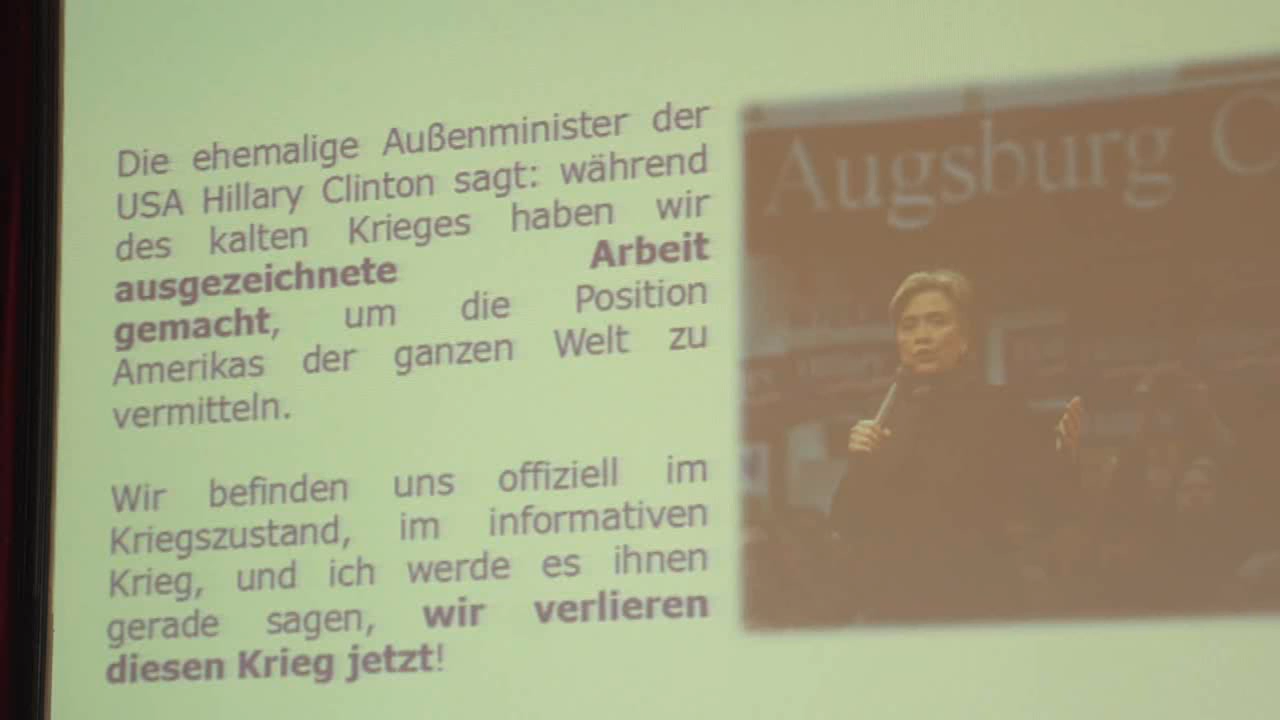 Die ehemalige Außenminister der
USA Hillary Clinton sagt: während
des kalten Krieges haben wir
ausgezeichnete Arbeit
gemacht, um die Position
Amerikas der ganzen Welt zu
vermitteln.
Wir befinden uns offiziell im
Kriegszustand, im informativen
Krieg, und ich werde es ihnen
gerade sagen, wir verlieren
diesen Krieg jetzt!
Augsburg C